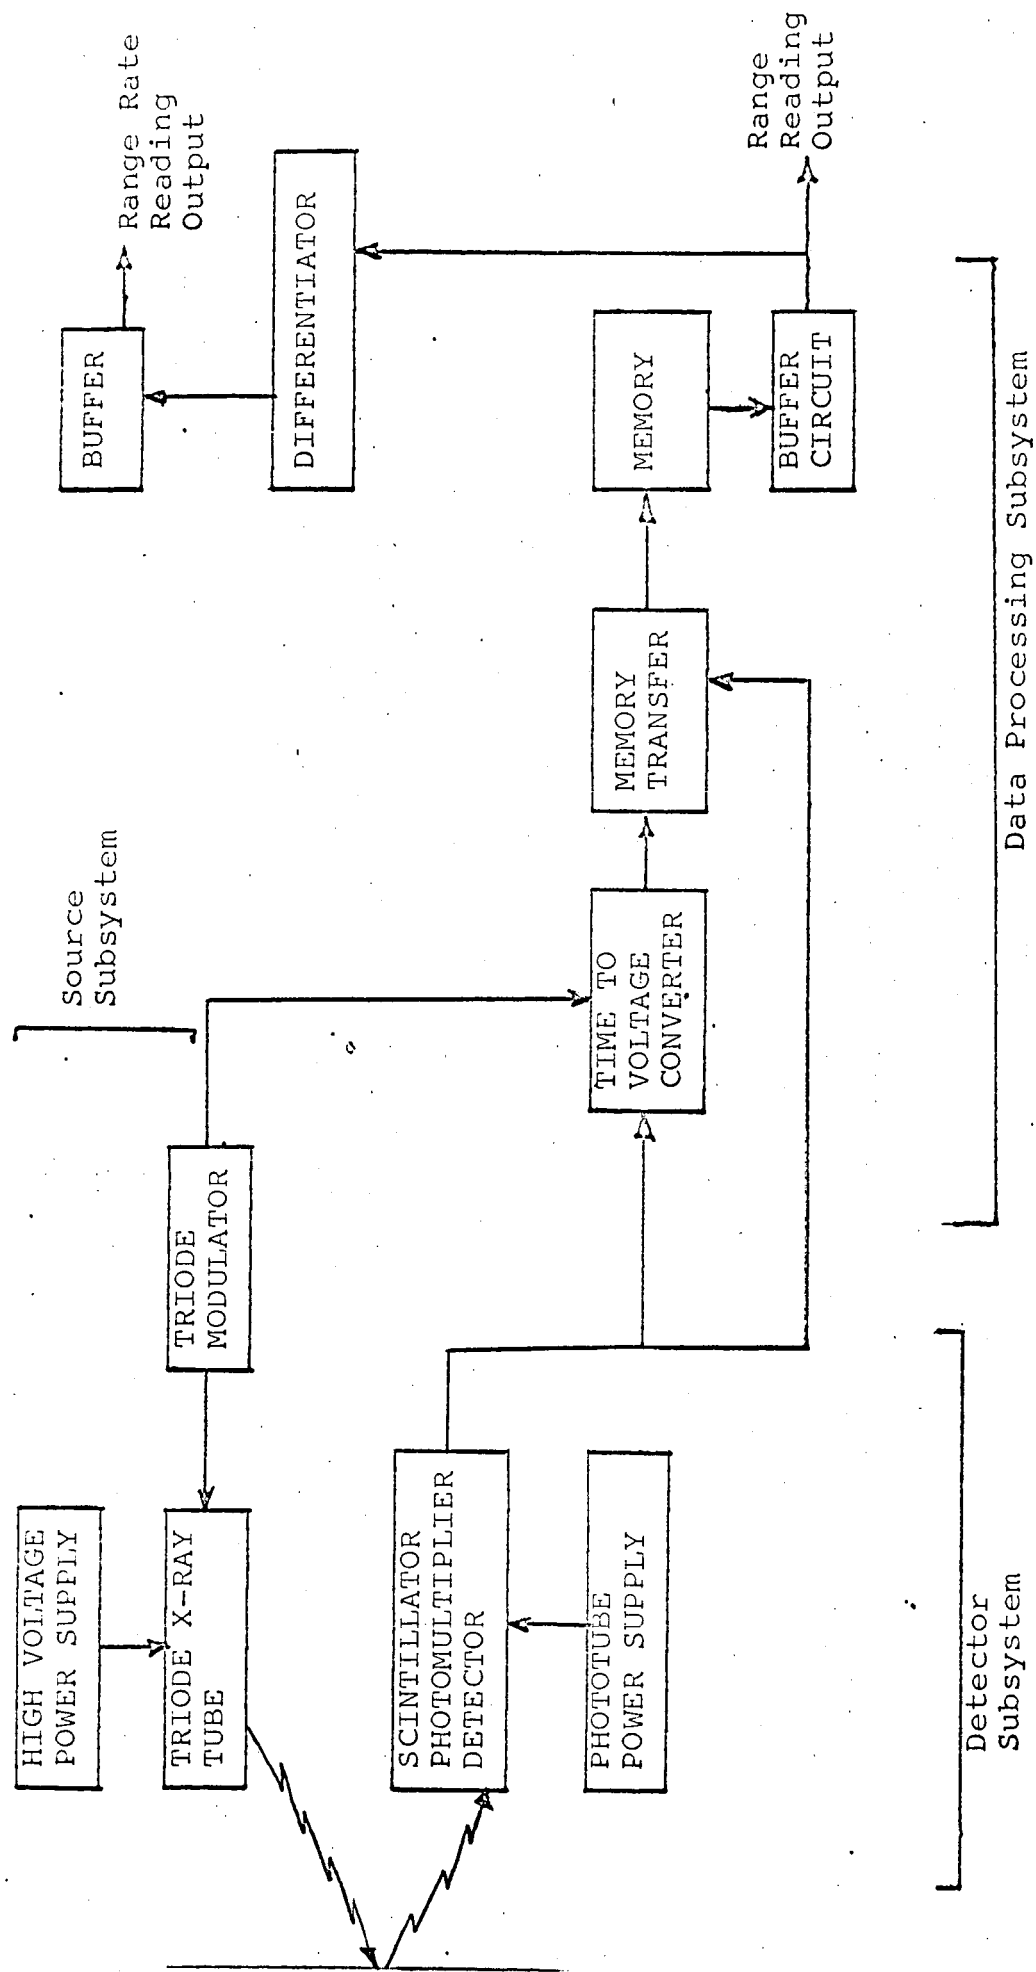 HIGH VOLTAGE
POWER SUPPLY
TRIODE X-RAY
TUBE
TRIODE
MODULATOR
Source
Subsystem
SCINTILLATOR
PHOTOMULTIPLIER
DETECTOR
PHOTOTUBE
POWER SUPPLY
Detector
Subsystem
TIME TO
VOLTAGE
CONVERTER
MEMORY
TRANSFER
MEMORY
BUFFER
CIRCUIT
Range
Reading
Output
DIFFERENTIATOR
BUFFER
Range Rate
Reading
Output
Data Processing Subsystem